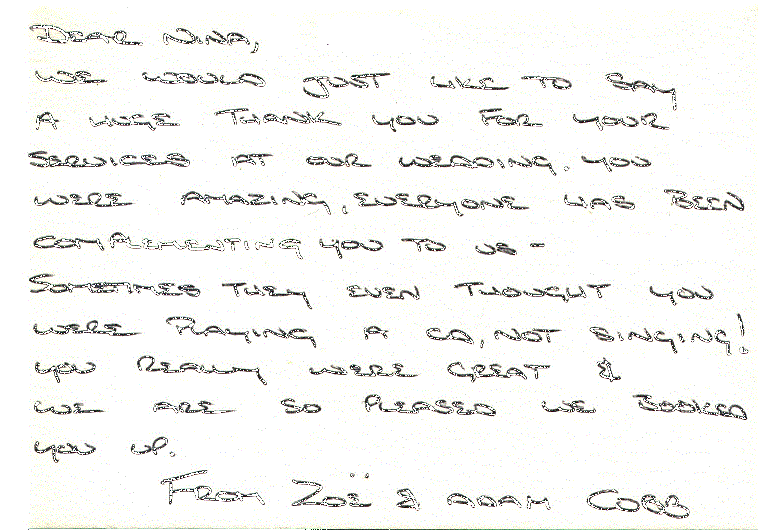 DEAR NINA,
WE WOULD JUST LIKE TO SAY
A HUGE THANK YOU FOR YOUR
SERVICES AT OUR WEDDING. YOU
WERE AMAZING, EVERYONE HAS BEEN
COMPLEMENTING YOU TO US -
SOMETIMES THEY EVEN THOUGHT YOU
WERE PLAYING A CD, NOT SINGING!
YOU REALLY WERE GREAT &
WE ARE SO PLEASED WE BOOKED
YOU UP.
FROM ZOË & ADAM COBB